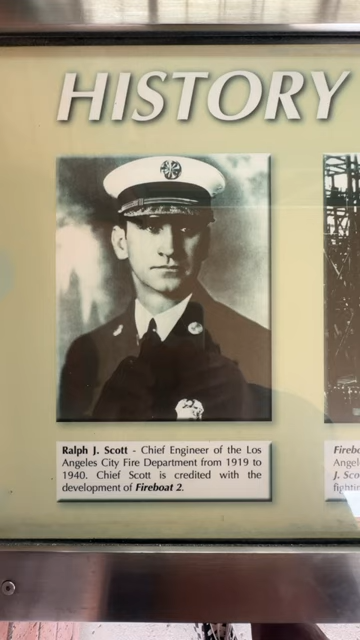 HISTORY
Ralph J. Scott - Chief Engineer of the Los
Angeles City Fire Department from 1919 to
1940. Chief Scott is credited with the
development of Fireboat 2.
J. Sco